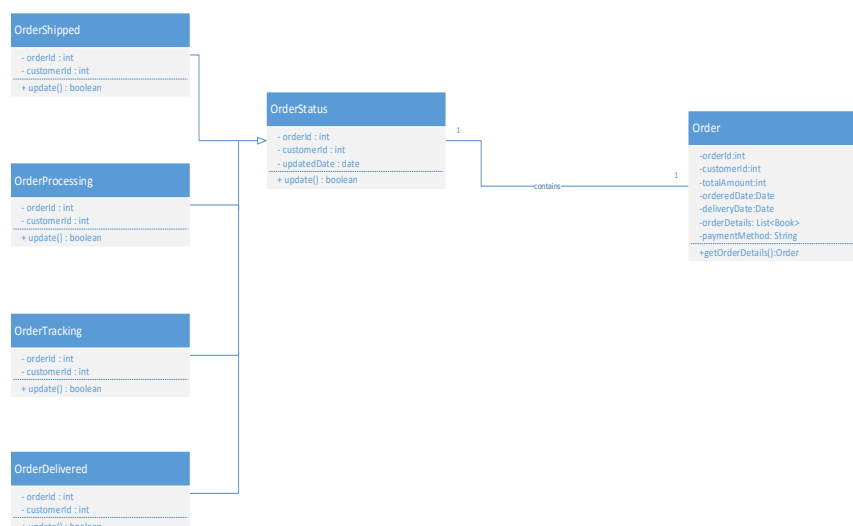 OrderShipped
- orderId : int
- customerId : int
+ update() : boolean
OrderProcessing
- orderId : int
- customerId : int
+ update() : boolean
OrderTracking
- orderId : int
- customerId : int
+ update() : boolean
OrderDelivered
- orderId : int
- customerId : int
+ update() : boolean
OrderStatus
- orderId : int
- customerId : int
- updatedDate : date
+ update() : boolean
1
contains
1
Order
-orderId:int
-customerId:int
-totalAmount:int
-orderedDate:Date
-deliveryDate:Date
-orderDetails: List<Book>
-paymentMethod: String
+getOrderDetails():Order